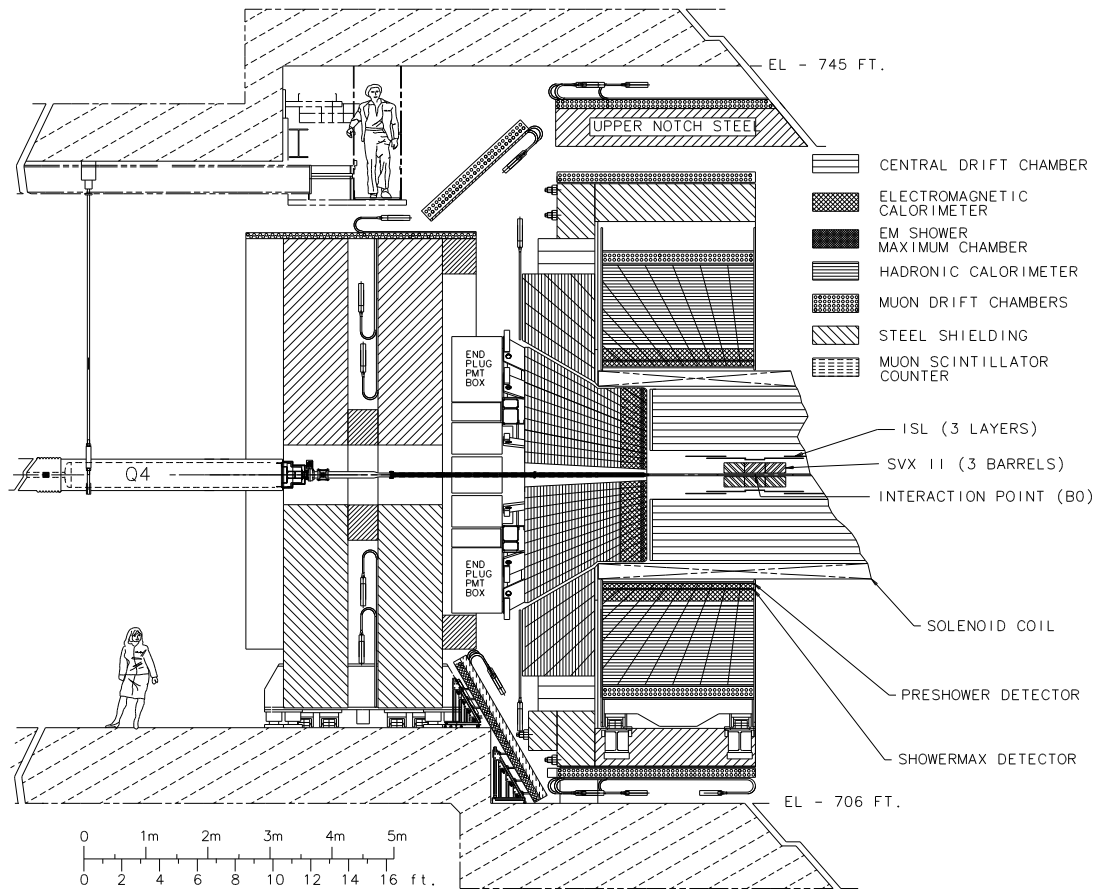 EL - 745 FT.
UPPER NOTCH STEEL
CENTRAL DRIFT CHAMBER
ELECTROMAGNETIC
CALORIMETER
EM SHOWER
MAXIMUM CHAMBER
HADRONIC CALORIMETER
MUON DRIFT CHAMBERS
STEEL SHIELDING
MUON SCINTILLATOR
COUNTER
END
PLUG
PMT
BOX
ISL (3 LAYERS)
Q4
SVX II (3 BARRELS)
INTERACTION POINT (B0)
END
PLUG
PMT
BOX
SOLENOID COIL
PRESHOWER DETECTOR
SHOWERMAX DETECTOR
EL - 706 FT.
0 1m 2m 3m 4m 5m
0 2 4 6 8 10 12 14 16 ft.